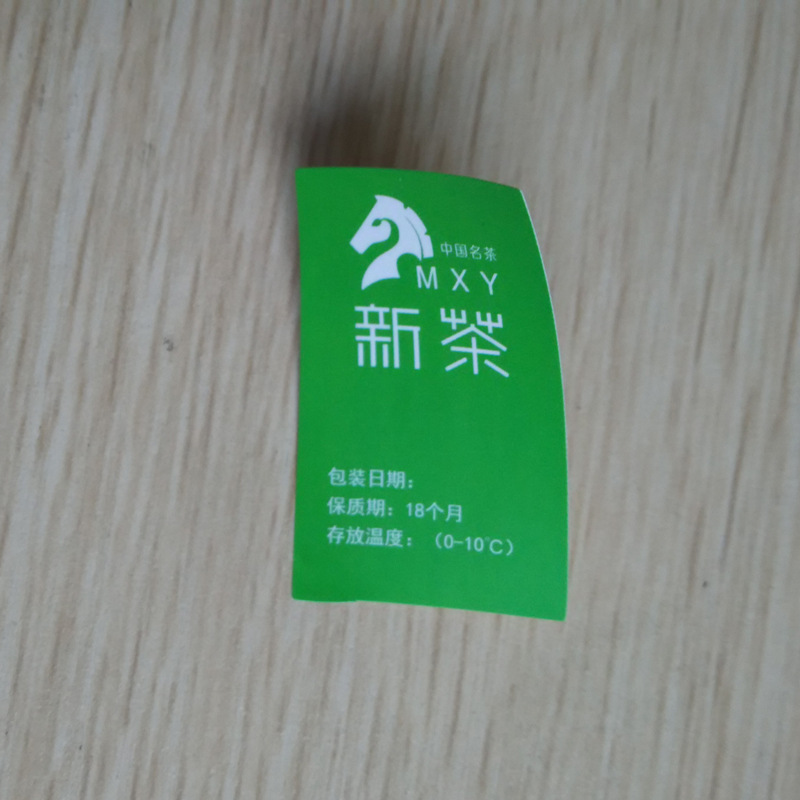 中国名茶
MXY
新茶
包装日期：
保质期：18个月
存放温度：（0-10℃）